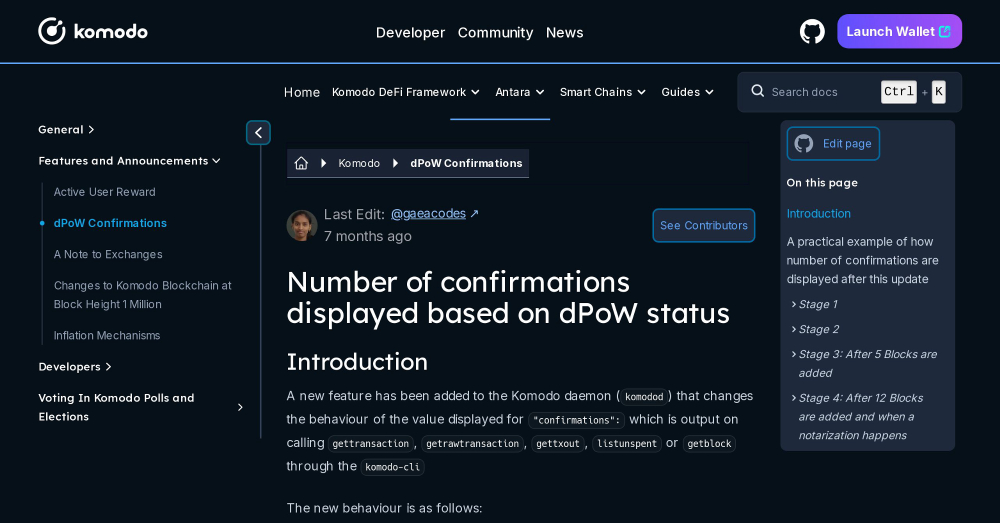 komodo
Developer Community News
Launch Wallet
Home Komodo DeFi Framework Antara Smart Chains Guides
Search docs Ctrl + K
General
Features and Announcements
Active User Reward
dPoW Confirmations
A Note to Exchanges
Changes to Komodo Blockchain at
Block Height 1 Million
Inflation Mechanisms
Developers
Voting In Komodo Polls and
Elections
Komodo dPoW Confirmations
Last Edit: @gaeacodes ↗
7 months ago
See Contributors
Number of confirmations
displayed based on dPoW status
Introduction
A new feature has been added to the Komodo daemon ( komodod ) that changes
the behaviour of the value displayed for "confirmations": which is output on
calling gettransaction , getrawtransaction , gettxout , listunspent or getblock
through the komodo-cli
The new behaviour is as follows:
Edit page
On this page
Introduction
A practical example of how
number of confirmations are
displayed after this update
Stage 1
Stage 2
Stage 3: After 5 Blocks are
added
Stage 4: After 12 Blocks
are added and when a
notarization happens